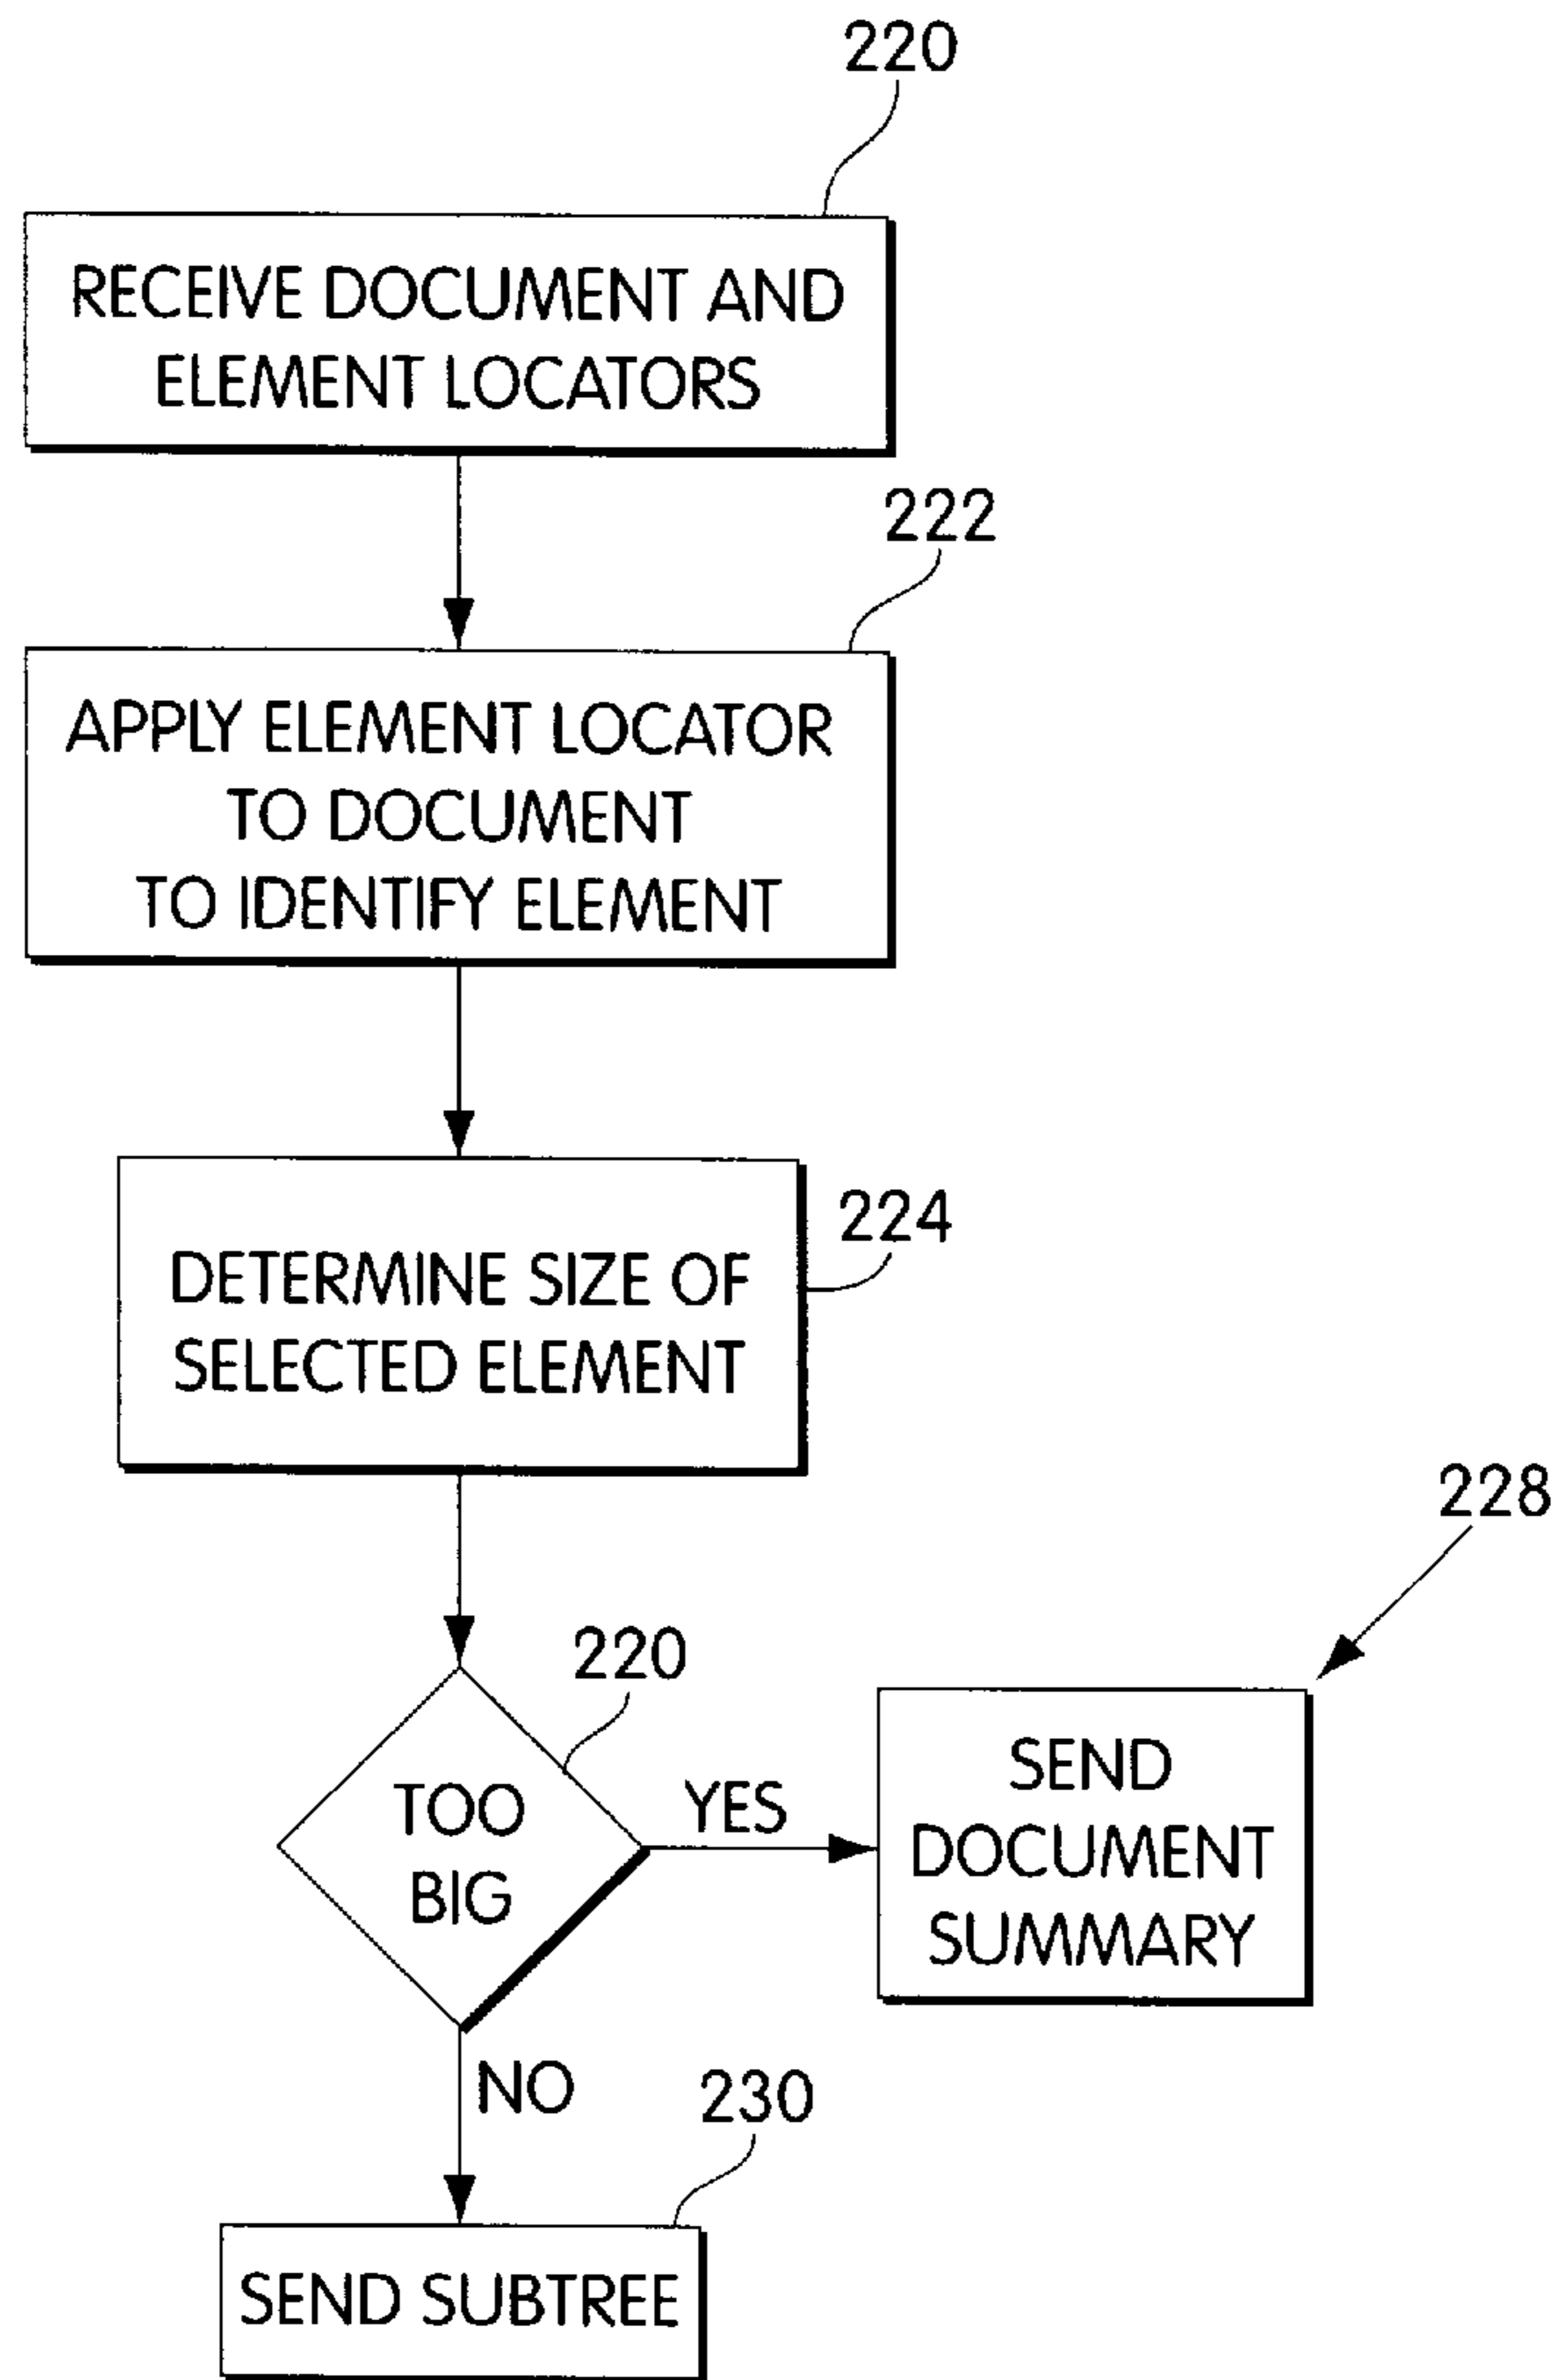 220
RECEIVE DOCUMENT AND
ELEMENT LOCATORS
222
APPLY ELEMENT LOCATOR
TO DOCUMENT
TO IDENTIFY ELEMENT
224
DETERMINE SIZE OF
SELECTED ELEMENT
220
TOO
BIG
YES
228
SEND
DOCUMENT
SUMMARY
NO
230
SEND SUBTREE